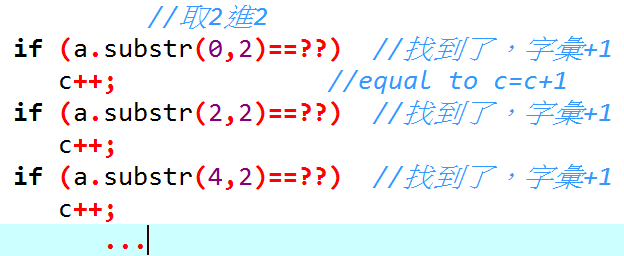 //取2進2
if (a.substr(0,2)==??) //找到了，字彙+1
c++; //equal to c=c+1
if (a.substr(2,2)==??) //找到了，字彙+1
c++;
if (a.substr(4,2)==??) //找到了，字彙+1
c++;
...